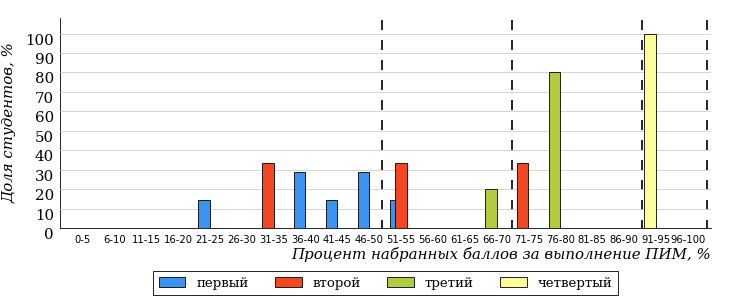 Доля студентов, %
100
90
80
70
60
50
40
30
20
10
0
0-5 6-10 11-15 16-20 21-25 26-30 31-35 36-40 41-45 46-50 51-55 56-60 61-65 66-70 71-75 76-80 81-85 86-90 91-95 96-100
Процент набранных баллов за выполнение ПИМ, %
первый второй третий четвертый